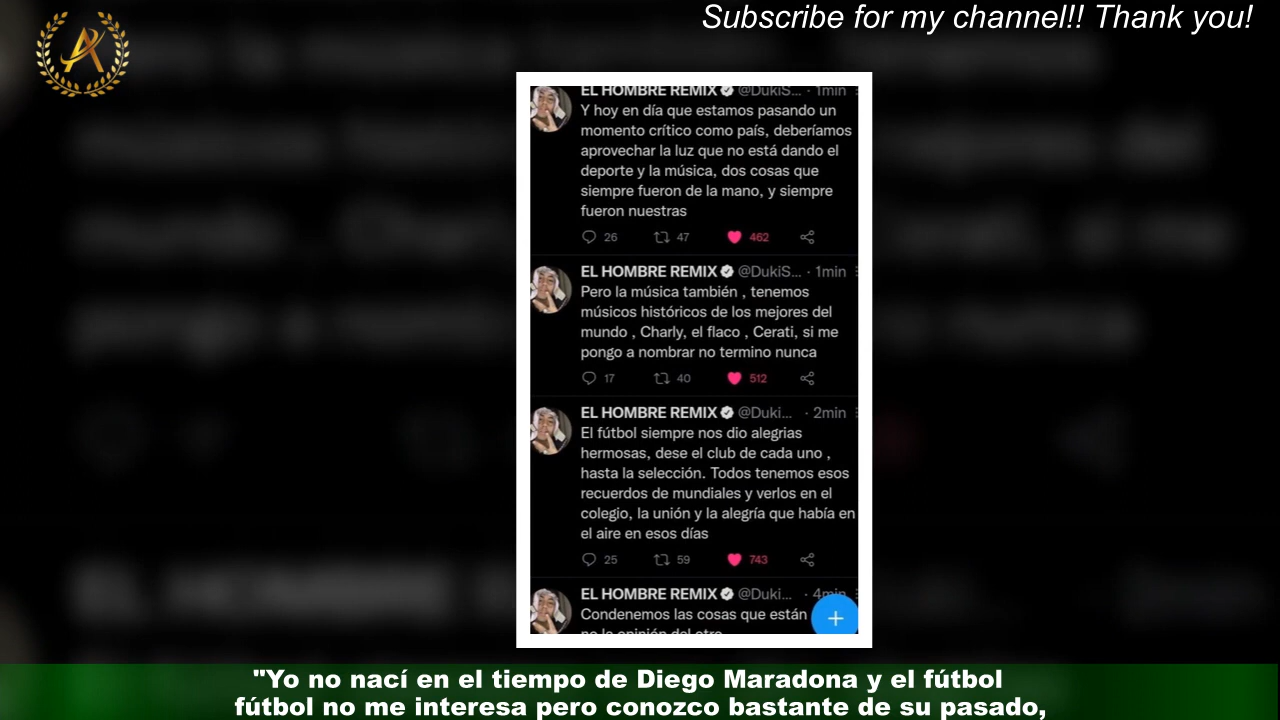 Subscribe for my channel!! Thank you!
EL HOMBRE REMIX @DukiS... · 1min
Y hoy en día que estamos pasando un
momento crítico como país, deberíamos
aprovechar la luz que no está dando el
deporte y la música, dos cosas que
siempre fueron de la mano, y siempre
fueron nuestras
26 47 462
EL HOMBRE REMIX @DukiS... · 1min
Pero la música también , tenemos
músicos históricos de los mejores del
mundo , Charly, el flaco , Cerati, si me
pongo a nombrar no termino nunca
17 40 512
EL HOMBRE REMIX @Duki... · 2min
El fútbol siempre nos dio alegrias
hermosas, dese el club de cada uno ,
hasta la selección. Todos tenemos esos
recuerdos de mundiales y verlos en el
colegio, la unión y la alegría que había en
el aire en esos días
25 59 743
EL HOMBRE REMIX @Duki... · 4min
Condenemos las cosas que están
no la opinión del otro
"Yo no nací en el tiempo de Diego Maradona y el fútbol
fútbol no me interesa pero conozco bastante de su pasado,